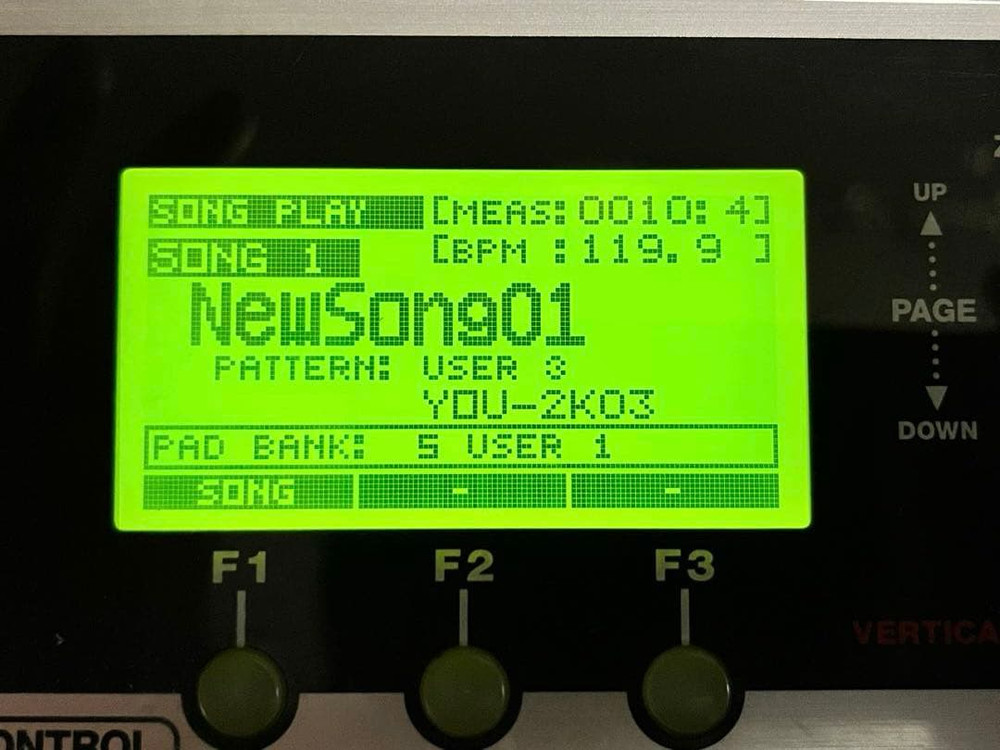 SONG PLAY [MEAS:0010: 4]
SONG 1 [BPM :119.9 ]
NewSong01
PATTERN: USER 3
YOU-2K03
PAD BANK: 5 USER 1
SONG - -
F1 F2 F3
UP
PAGE
DOWN
VERTICA
ONTROL